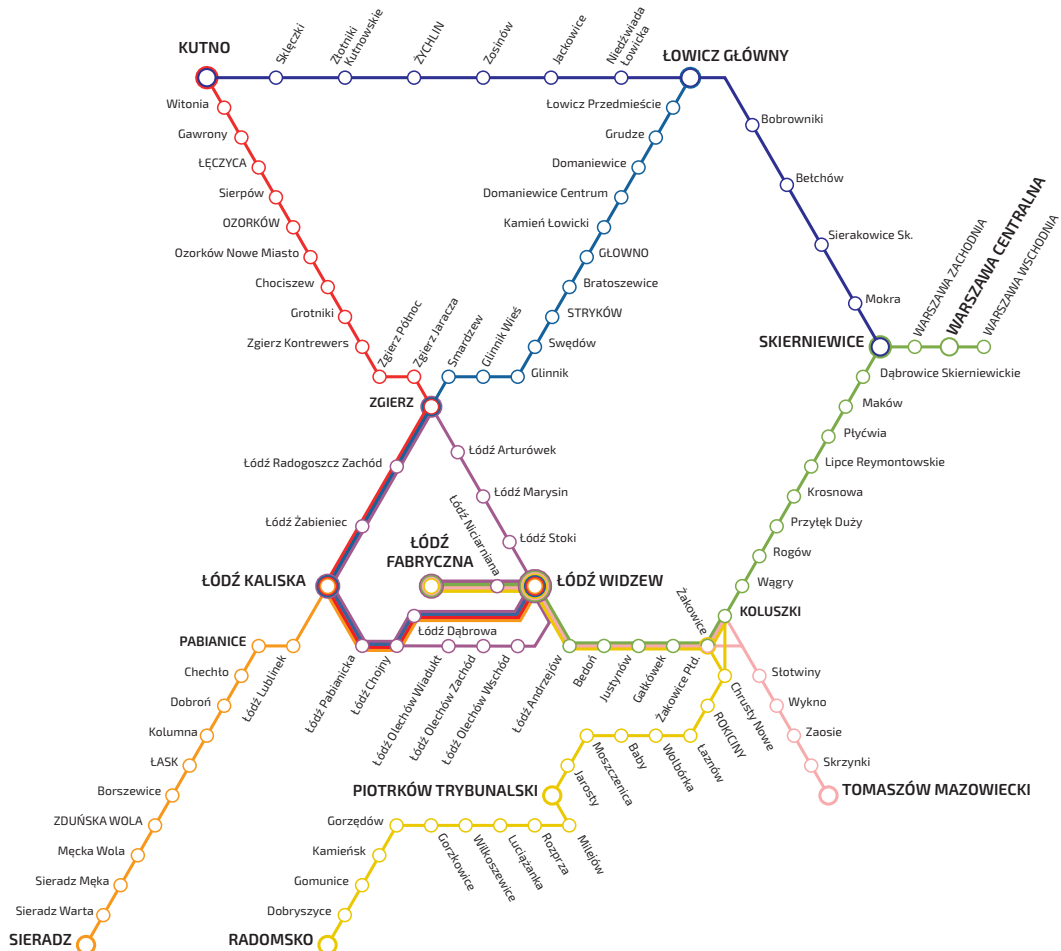 KUTNO
Sklęczki
Złotniki
Kutnowskie
ŻYCHLIN
Zosinów
Jackowice
Niedźwiada
Łowicka
ŁOWICZ GŁÓWNY
Witonia
Gawrony
ŁĘCZYCA
Sierpów
OZORKÓW
Ozorków Nowe Miasto
Chociszew
Grotniki
Zgierz Kontrewers
Zgierz Północ
Zgierz Jaracza
Smardzew
Glinnik Wieś
Glinnik
Swędów
STRYKÓW
Bratoszewice
GŁOWNO
Kamień Łowicki
Domaniewice Centrum
Domaniewice
Grudze
Łowicz Przedmieście
Bobrowniki
Bełchów
Sierakowice Sk.
Mokra
SKIERNIEWICE
WARSZAWA ZACHODNIA
WARSZAWA CENTRALNA
WARSZAWA WSCHODNIA
Dąbrowice Skierniewickie
Maków
Płyćwia
Lipce Reymontowskie
Krosnowa
Przyłęk Duży
Rogów
Wągry
KOLUSZKI
ZGIERZ
Łódź Radogoszcz Zachód
Łódź Żabieniec
Łódź Arturówek
Łódź Marysin
Łódź Stoki
Łódź Niciarniana
ŁÓDŹ
FABRYCZNA
ŁÓDŹ KALISKA
ŁÓDŹ WIDZEW
PABIANICE
Łódź Lublinek
Łódź Pabianicka
Łódź Chojny
Łódź Dąbrowa
Łódź Olechów Wiadukt
Łódź Olechów Zachód
Łódź Olechów Wschód
Łódź Andrzejów
Bedoń
Justynów
Gałkówek
Żakowice
Żakowice Płd.
Chrusty Nowe
ROKICINY
Łaznów
Wolbórka
Baby
Moszczenica
Jarosty
PIOTRKÓW TRYBUNALSKI
Słotwiny
Wykno
Zaosie
Skrzynki
TOMASZÓW MAZOWIECKI
Chechło
Dobroń
Kolumna
ŁASK
Borszewice
ZDUŃSKA WOLA
Męcka Wola
Sieradz Męka
Sieradz Warta
SIERADZ
Milejów
Rozprza
Luciążanka
Wilkoszewice
Gorzkowice
Gorzędów
Kamieńsk
Gomunice
Dobryszyce
RADOMSKO